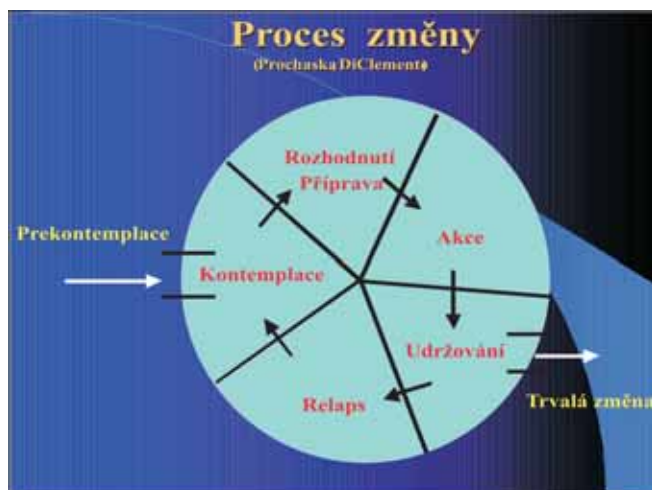 Proces změny
(Prochaska DiClement)
Rozhodnutí
Příprava
Prekontemplace
Akce
Kontemplace
Udržování
Relaps
Trvalá změna